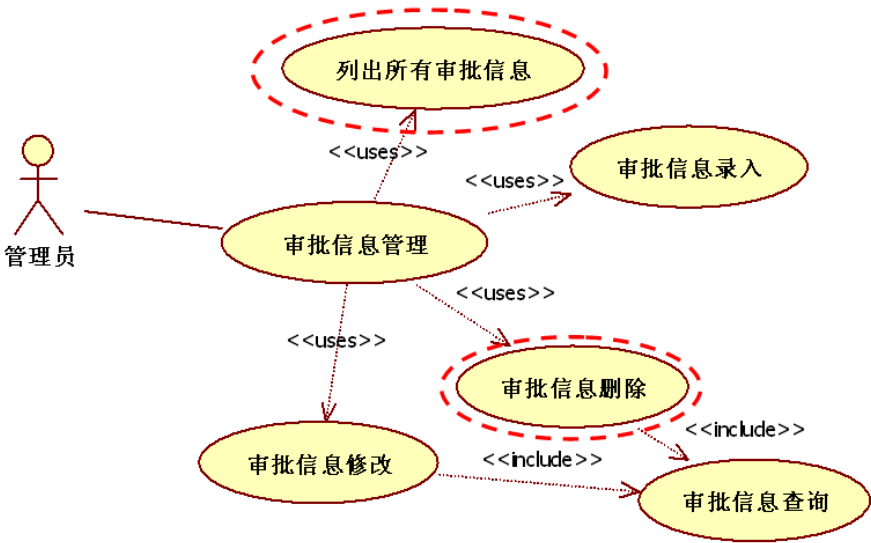 列出所有审批信息
<<uses>>
审批信息录入
<<uses>>
管理员
审批信息管理
<<uses>>
<<uses>>
审批信息删除
<<include>>
审批信息修改
<<include>>
审批信息查询